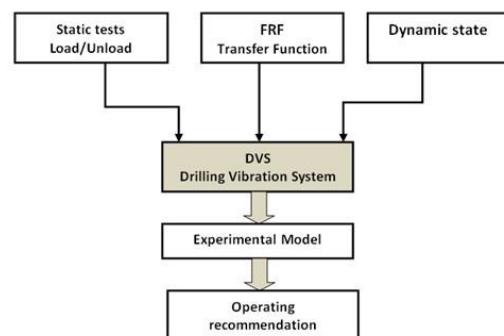 Static tests
Load/Unload
FRF
Transfer Function
Dynamic state
DVS
Drilling Vibration System
Experimental Model
Operating
recommendation